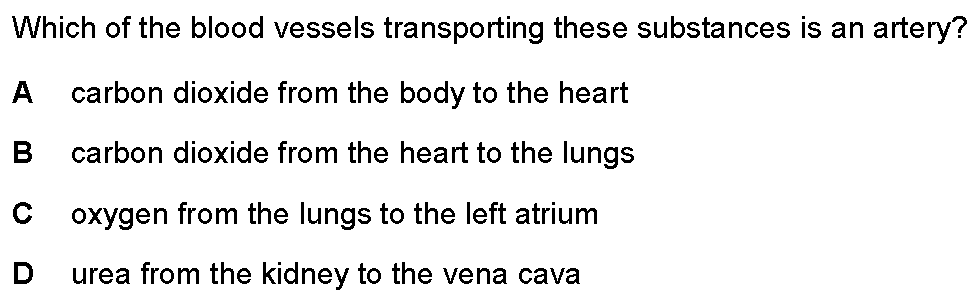 Which of the blood vessels transporting these substances is an artery?
A carbon dioxide from the body to the heart
B carbon dioxide from the heart to the lungs
C oxygen from the lungs to the left atrium
D urea from the kidney to the vena cava